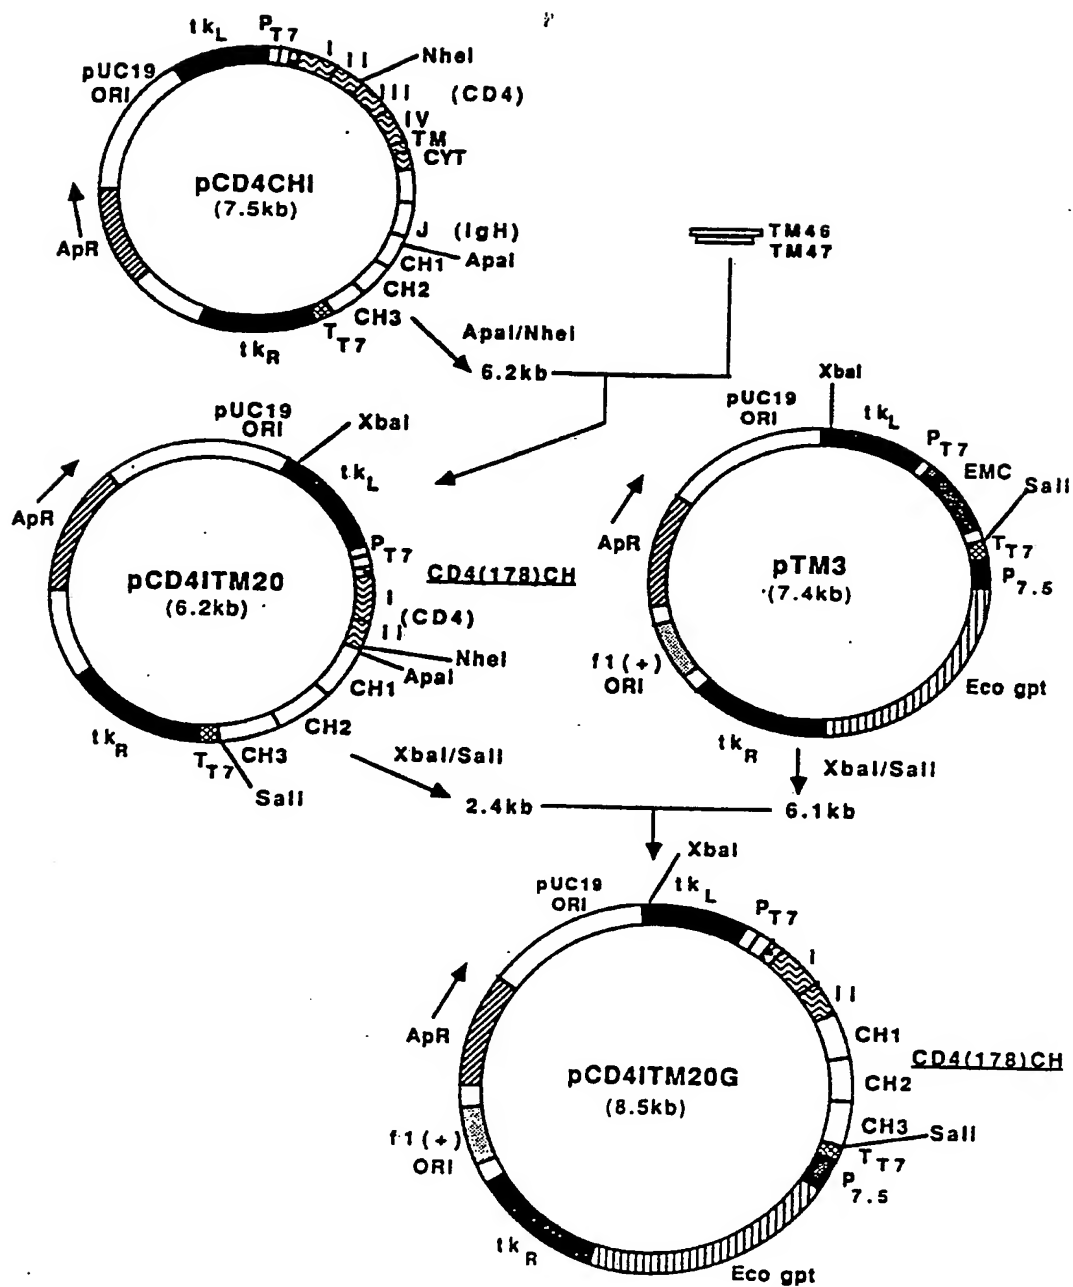 tkL
PT7
I
II
NheI
pUC19
ORI
III
(CD4)
IV
TM
CYT
pCD4CHI
(7.5kb)
ApR
J (IgH)
ApaI
CH1
CH2
CH3
TT7
tkR
TM46
TM47
ApaI/NheI
6.2kb
pUC19
ORI
XbaI
tkL
ApR
PT7
pCD4ITM20
(6.2kb)
CD4(178)CH
I
(CD4)
II
NheI
ApaI
CH1
CH2
CH3
TT7
SalI
tkR
XbaI/SalI
2.4kb
XbaI
pUC19
ORI
tkL
PT7
EMC
SalI
ApR
TT7
P7.5
pTM3
(7.4kb)
f1(+)
ORI
Eco gpt
tkR
XbaI/SalI
6.1kb
XbaI
pUC19
ORI
tkL
PT7
I
II
ApR
CH1
CD4(178)CH
CH2
pCD4ITM20G
(8.5kb)
CH3
SalI
TT7
P7.5
f1(+)
ORI
tkR
Eco gpt